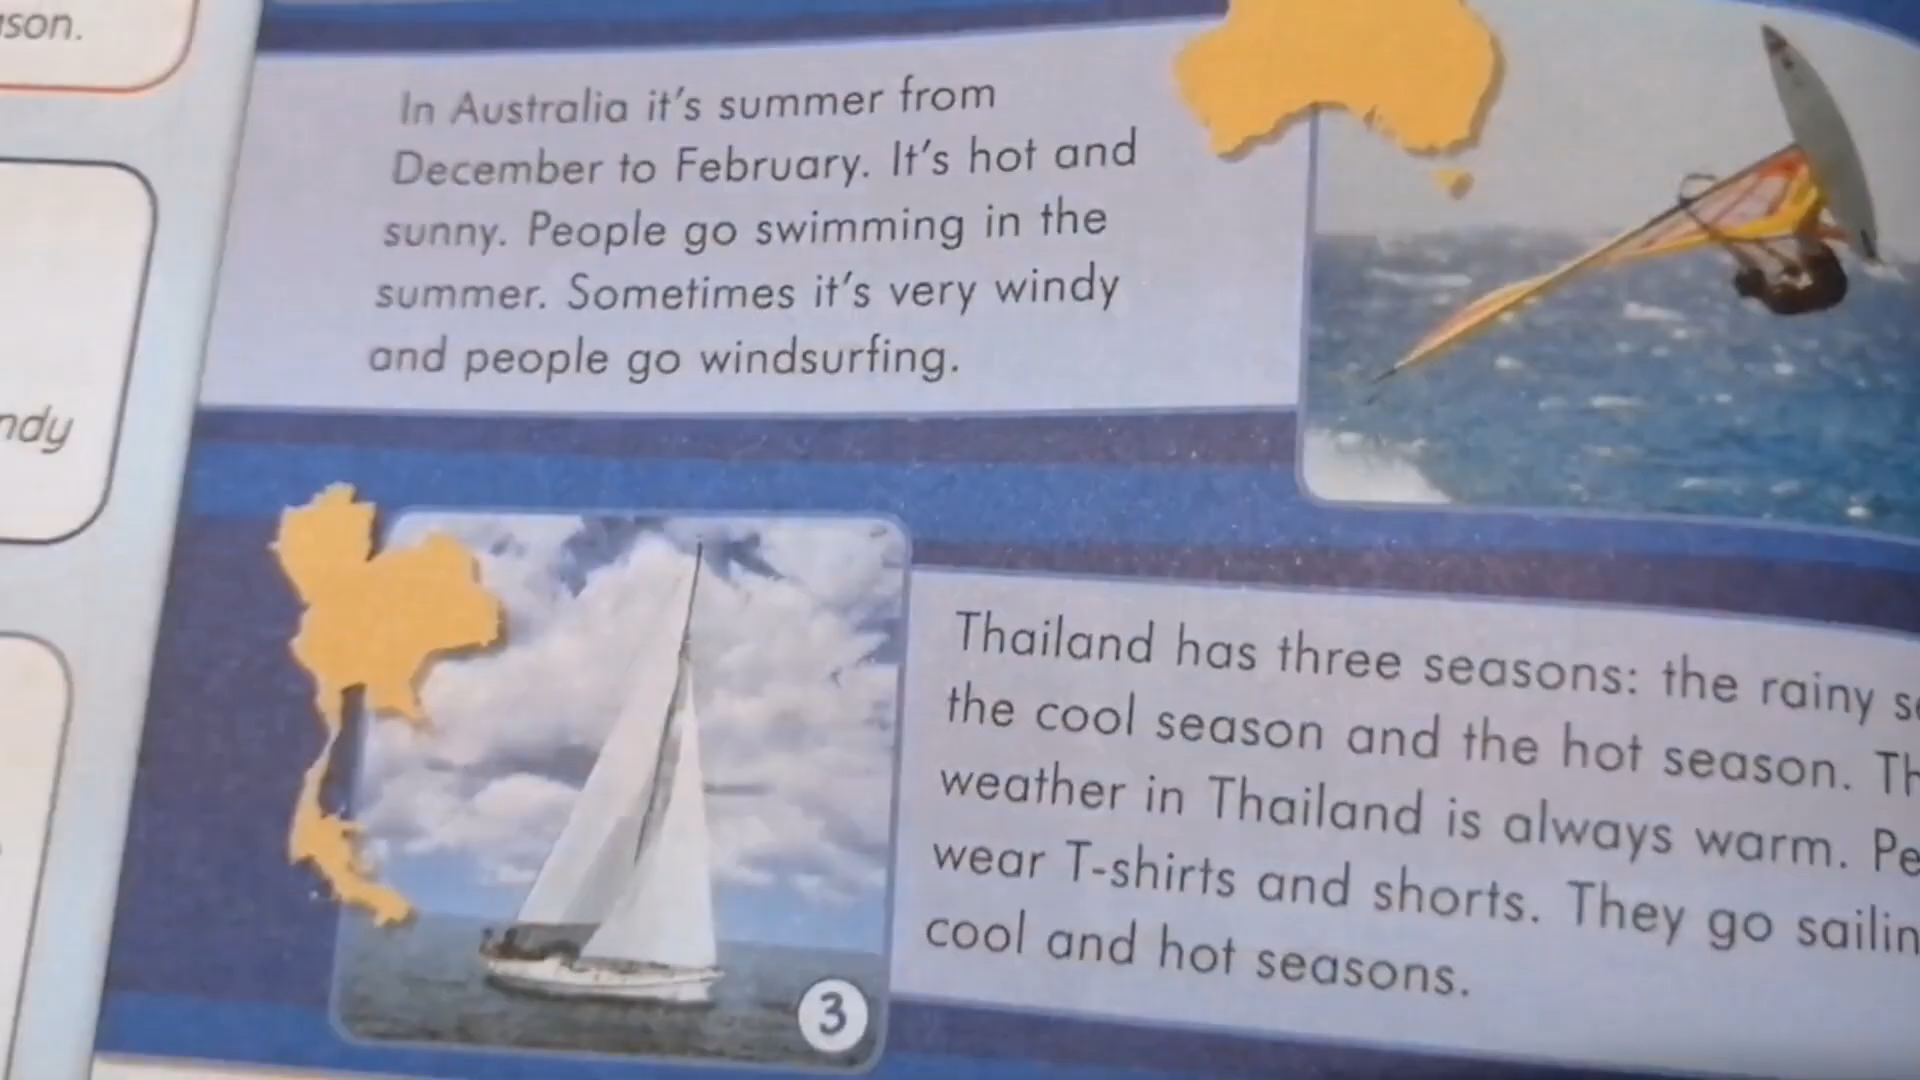 In Australia it's summer from
December to February. It's hot and
sunny. People go swimming in the
summer. Sometimes it's very windy
and people go windsurfing.
Thailand has three seasons: the rainy
the cool season and the hot season.
weather in Thailand is always warm.
wear T-shirts and shorts. They go
cool and hot seasons.
3